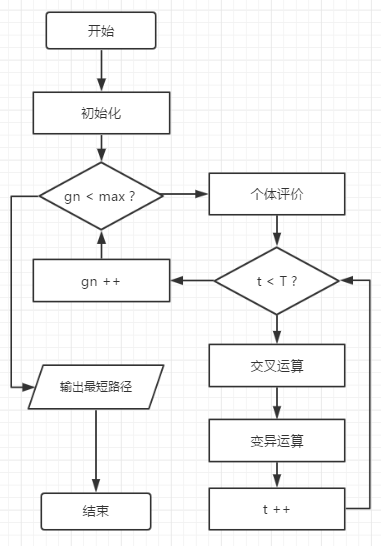 开始
初始化
gn < max ?
个体评价
gn ++
t < T ?
交叉运算
输出最短路径
变异运算
t ++
结束